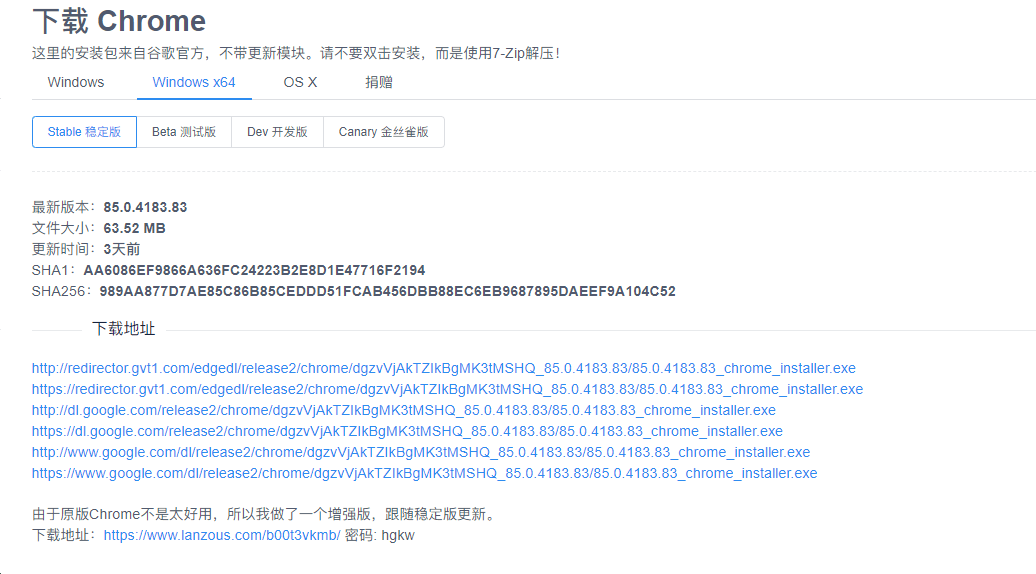 下载 Chrome
这里的安装包来自谷歌官方，不带更新模块。请不要双击安装，而是使用7-Zip解压！
Windows Windows x64 OS X 捐赠
Stable 稳定版 Beta 测试版 Dev 开发版 Canary 金丝雀版
最新版本：85.0.4183.83
文件大小：63.52 MB
更新时间：3天前
SHA1：AA6086EF9866A636FC24223B2E8D1E47716F2194
SHA256：989AA877D7AE85C86B85CEDDD51FCAB456DBB88EC6EB9687895DAEEF9A104C52
下载地址
http://redirector.gvt1.com/edgedl/release2/chrome/dgzvVjAkTZIkBgMK3tMSHQ_85.0.4183.83/85.0.4183.83_chrome_installer.exe
https://redirector.gvt1.com/edgedl/release2/chrome/dgzvVjAkTZIkBgMK3tMSHQ_85.0.4183.83/85.0.4183.83_chrome_installer.exe
http://dl.google.com/release2/chrome/dgzvVjAkTZIkBgMK3tMSHQ_85.0.4183.83/85.0.4183.83_chrome_installer.exe
https://dl.google.com/release2/chrome/dgzvVjAkTZIkBgMK3tMSHQ_85.0.4183.83/85.0.4183.83_chrome_installer.exe
http://www.google.com/dl/release2/chrome/dgzvVjAkTZIkBgMK3tMSHQ_85.0.4183.83/85.0.4183.83_chrome_installer.exe
https://www.google.com/dl/release2/chrome/dgzvVjAkTZIkBgMK3tMSHQ_85.0.4183.83/85.0.4183.83_chrome_installer.exe
由于原版Chrome不是太好用，所以我做了一个增强版，跟随稳定版更新。
下载地址：https://www.lanzous.com/b00t3vkmb/ 密码: hgkw